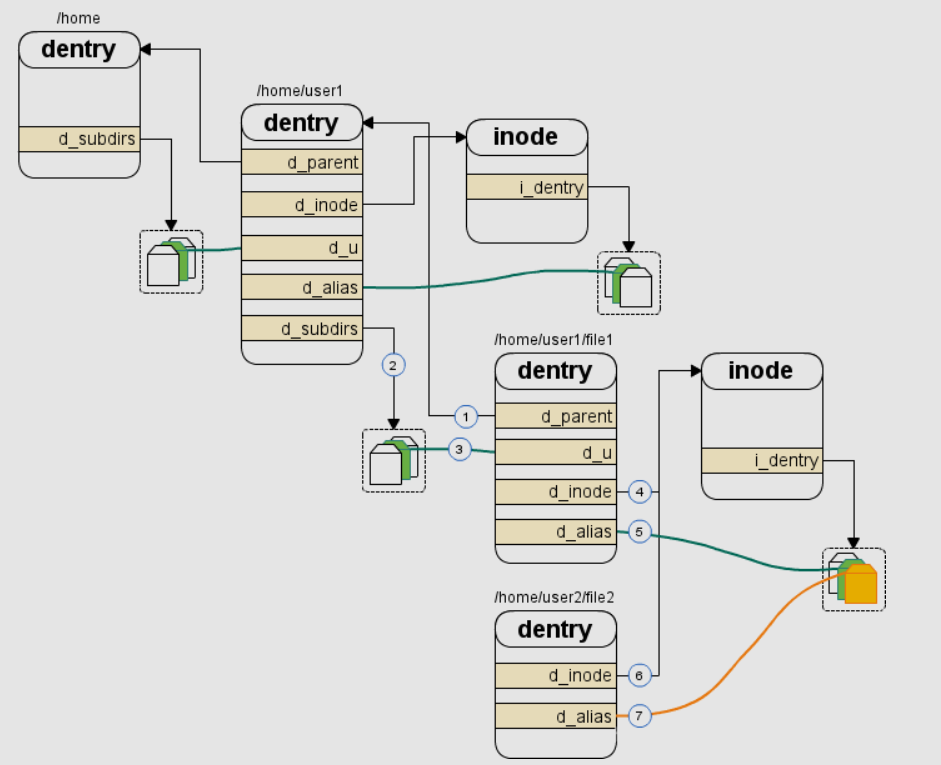 /home
dentry
d_subdirs
/home/user1
dentry
d_parent
d_inode
d_u
d_alias
d_subdirs
inode
i_dentry
2
1
3
/home/user1/file1
dentry
d_parent
d_u
d_inode
d_alias
4
5
inode
i_dentry
/home/user2/file2
dentry
d_inode
d_alias
6
7